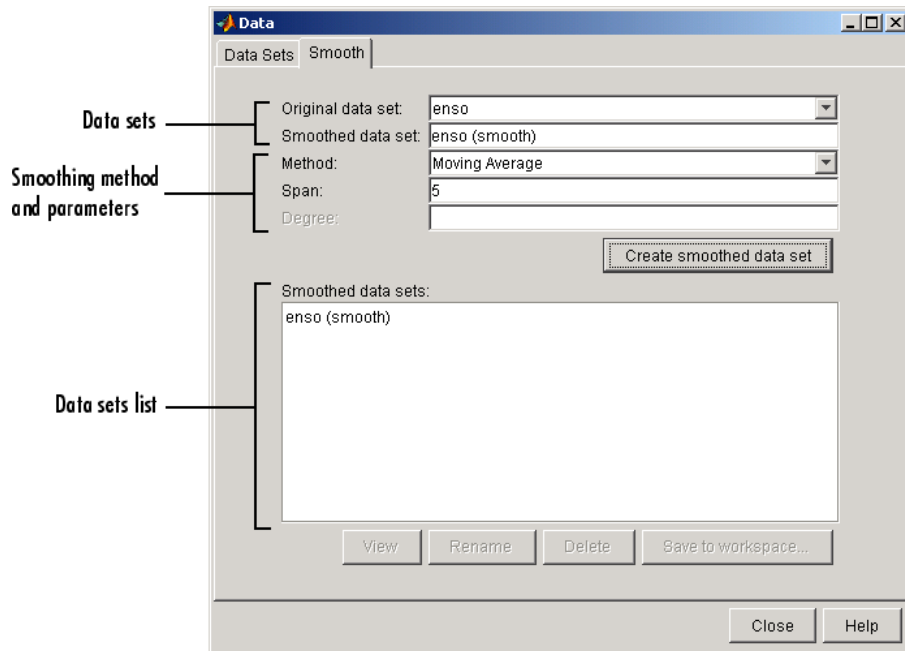 Data
Data Sets Smooth
Data sets
Original data set: enso
Smoothed data set: enso (smooth)
Smoothing method
and parameters
Method: Moving Average
Span: 5
Degree:
Create smoothed data set
Smoothed data sets:
enso (smooth)
Data sets list
View Rename Delete Save to workspace...
Close Help